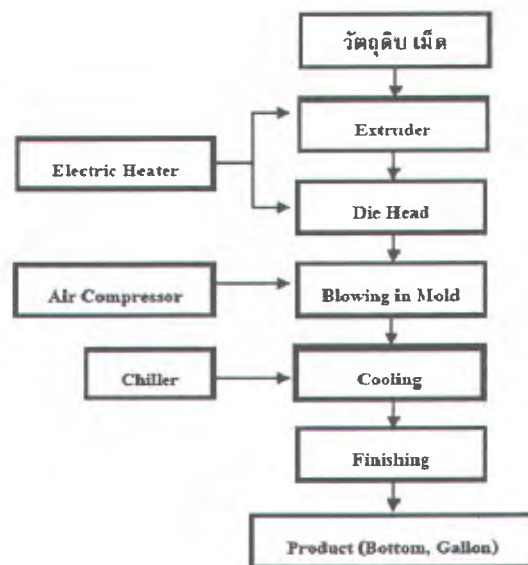 วัตถุดิบ เม็ด
Extruder
Electric Heater
Die Head
Air Compressor
Blowing in Mold
Chiller
Cooling
Finishing
Product (Bottom, Gallon)